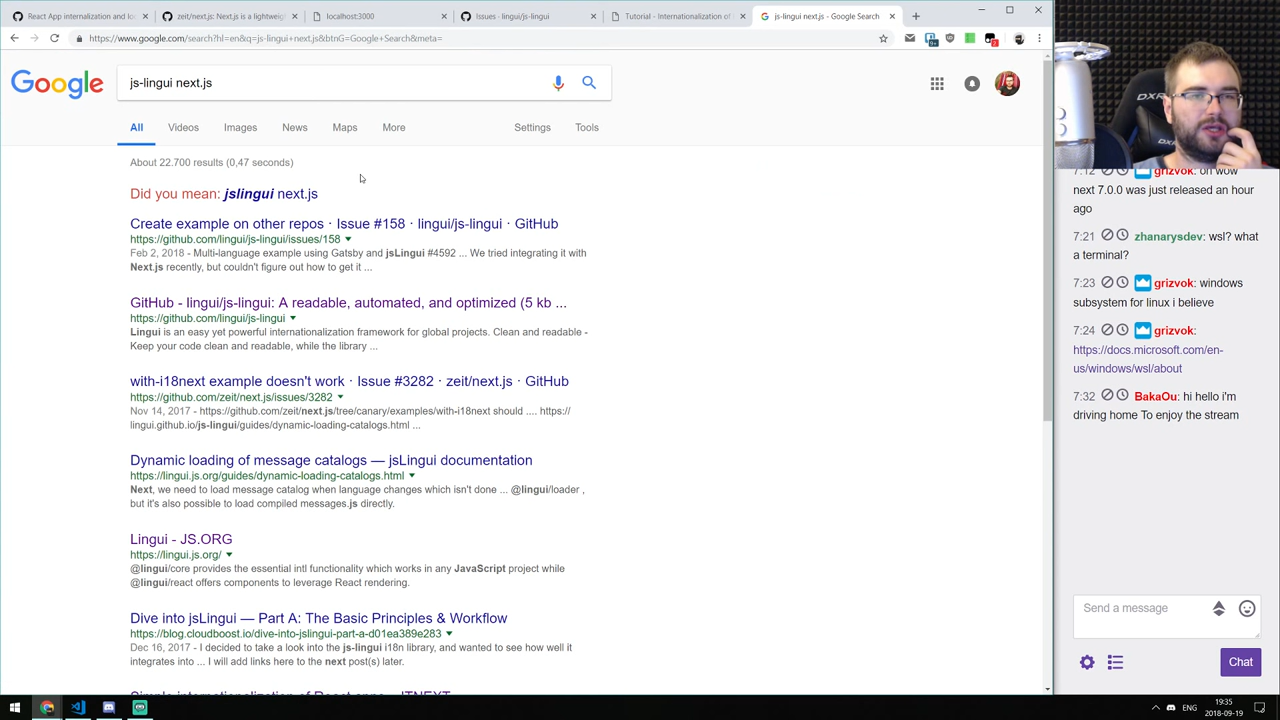 React App internalization and lo
zeit/next.js: Next.js is a lightweigh
localhost:3000
Issues · lingui/js-lingui
Tutorial - Internationalization of
js-lingui next.js - Google Search
https://www.google.com/search?hl=en&q=js-lingui+next.js&btnG=Google+Search&meta=
Google
js-lingui next.js
All
Videos
Images
News
Maps
More
Settings
Tools
About 22.700 results (0,47 seconds)
Did you mean: jslingui next.js
Create example on other repos · Issue #158 · lingui/js-lingui · GitHub
https://github.com/lingui/js-lingui/issues/158
Feb 2, 2018 - Multi-language example using Gatsby and jsLingui #4592 ... We tried integrating it with
Next.js recently, but couldn't figure out how to get it ...
GitHub - lingui/js-lingui: A readable, automated, and optimized (5 kb ...
https://github.com/lingui/js-lingui
Lingui is an easy yet powerful internationalization framework for global projects. Clean and readable -
Keep your code clean and readable, while the library ...
with-i18next example doesn't work · Issue #3282 · zeit/next.js · GitHub
https://github.com/zeit/next.js/issues/3282
Nov 14, 2017 - https://github.com/zeit/next.js/tree/canary/examples/with-i18next should .... https://
lingui.github.io/js-lingui/guides/dynamic-loading-catalogs.html ...
Dynamic loading of message catalogs — jsLingui documentation
https://lingui.js.org/guides/dynamic-loading-catalogs.html
Next, we need to load message catalog when language changes which isn't done ... @lingui/loader ,
but it's also possible to load compiled messages.js directly.
Lingui - JS.ORG
https://lingui.js.org/
@lingui/core provides the essential intl functionality which works in any JavaScript project while
@lingui/react offers components to leverage React rendering.
Dive into jsLingui — Part A: The Basic Principles & Workflow
https://blog.cloudboost.io/dive-into-jslingui-part-a-d01ea389e283
Dec 16, 2017 - I decided to take a look into the js-lingui i18n library, and wanted to see how well it
integrates into ... I will add links here to the next post(s) later.
Simple internationalization of React apps – ITNEXT
DXR
7:12 grizvok: oh wow
next 7.0.0 was just released an hour
ago
7:21 zhanarysdev: wsl? what
a terminal?
7:23 grizvok: windows
subsystem for linux i believe
7:24 grizvok:
https://docs.microsoft.com/en-
us/windows/wsl/about
7:32 BakaOu: hi hello i'm
driving home To enjoy the stream
Send a message
Chat
ENG
19:35
2018-09-19